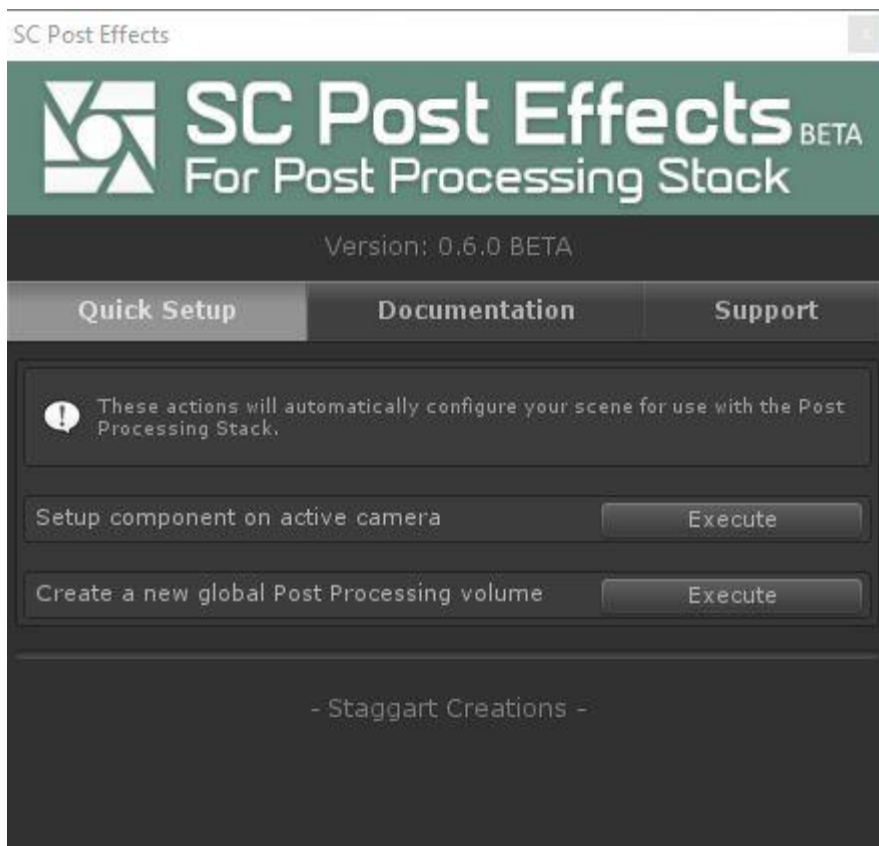 SC Post Effects
SC Post Effects BETA
For Post Processing Stack
Version: 0.6.0 BETA
Quick Setup Documentation Support
These actions will automatically configure your scene for use with the Post
Processing Stack.
Setup component on active camera Execute
Create a new global Post Processing volume Execute
- Staggart Creations -